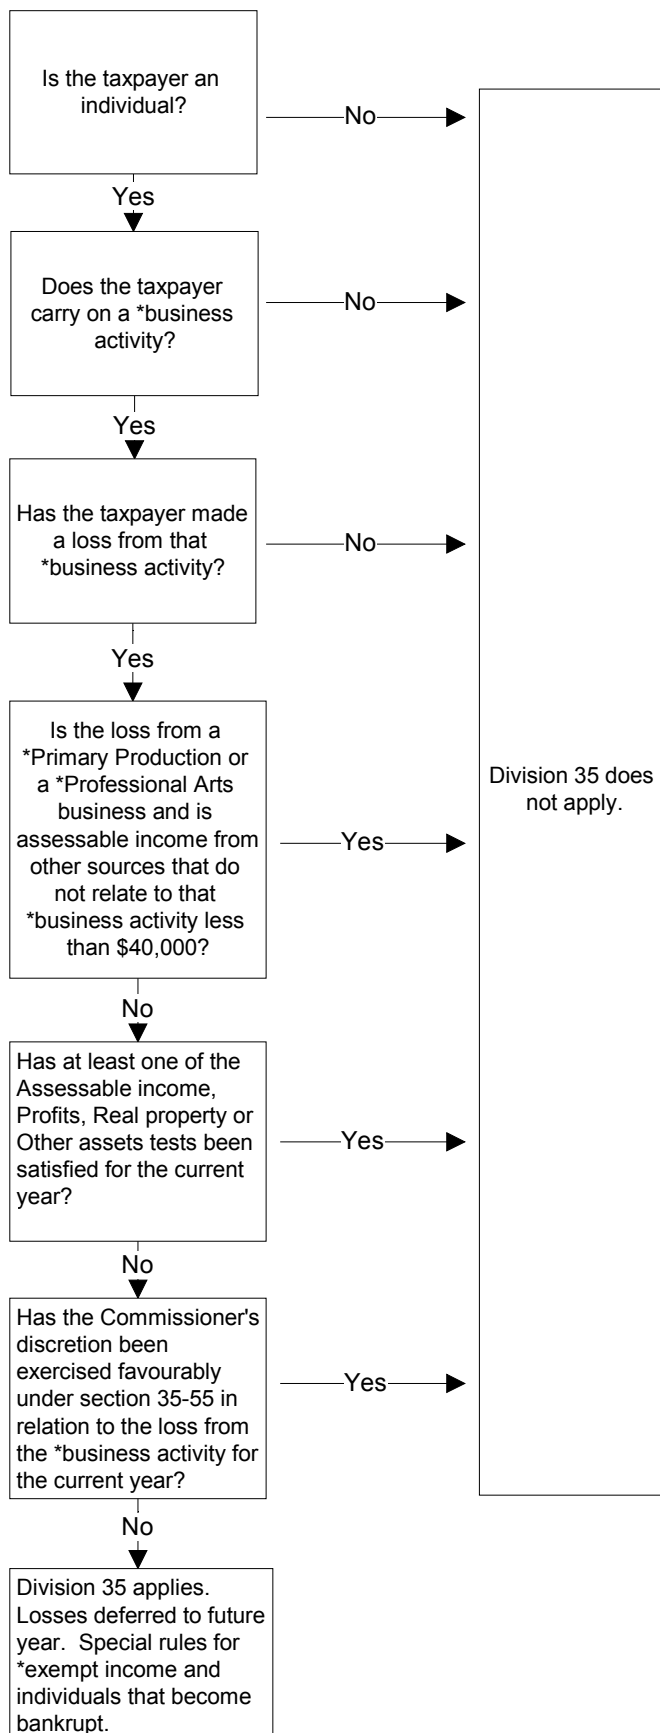 Is the taxpayer an
individual?
No
Yes
Does the taxpayer
carry on a *business
activity?
No
Yes
Has the taxpayer made
a loss from that
*business activity?
No
Yes
Is the loss from a
*Primary Production or
a *Professional Arts
business and is
assessable income from
other sources that do
not relate to that
*business activity less
than $40,000?
Yes
Division 35 does
not apply.
No
Has at least one of the
Assessable income,
Profits, Real property or
Other assets tests been
satisfied for the current
year?
Yes
No
Has the Commissioner's
discretion been
exercised favourably
under section 35-55 in
relation to the loss from
the *business activity for
the current year?
Yes
No
Division 35 applies.
Losses deferred to future
year.  Special rules for
*exempt income and
individuals that become
bankrupt.